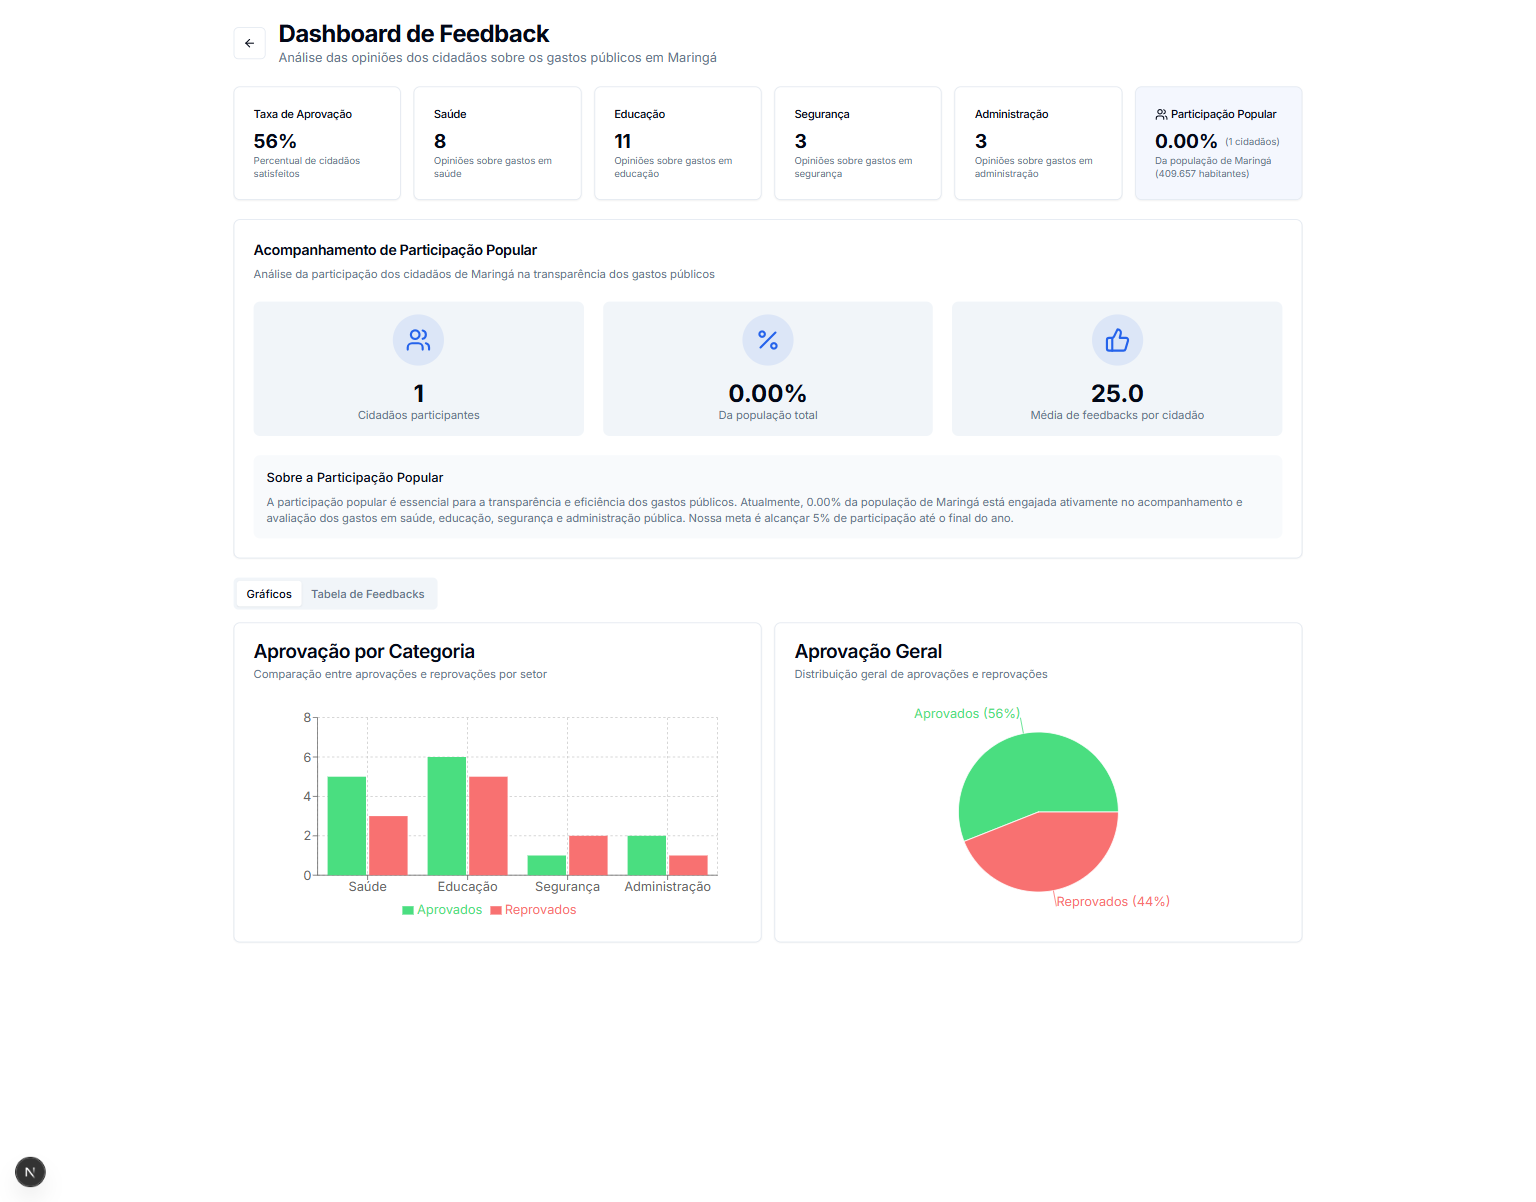 Dashboard de Feedback
Análise das opiniões dos cidadãos sobre os gastos públicos em Maringá
Taxa de Aprovação
56%
Percentual de cidadãos
satisfeitos
Saúde
8
Opiniões sobre gastos em
saúde
Educação
11
Opiniões sobre gastos em
educação
Segurança
3
Opiniões sobre gastos em
segurança
Administração
3
Opiniões sobre gastos em
administração
Participação Popular
0.00% (1 cidadãos)
Da população de Maringá
(409.657 habitantes)
Acompanhamento de Participação Popular
Análise da participação dos cidadãos de Maringá na transparência dos gastos públicos
1
Cidadãos participantes
0.00%
Da população total
25.0
Média de feedbacks por cidadão
Sobre a Participação Popular
A participação popular é essencial para a transparência e eficiência dos gastos públicos. Atualmente, 0.00% da população de Maringá está engajada ativamente no acompanhamento e
avaliação dos gastos em saúde, educação, segurança e administração pública. Nossa meta é alcançar 5% de participação até o final do ano.
Gráficos
Tabela de Feedbacks
Aprovação por Categoria
Comparação entre aprovações e reprovações por setor
8
6
4
2
0
Saúde
Educação
Segurança
Administração
Aprovados
Reprovados
Aprovação Geral
Distribuição geral de aprovações e reprovações
Aprovados (56%)
Reprovados (44%)
N